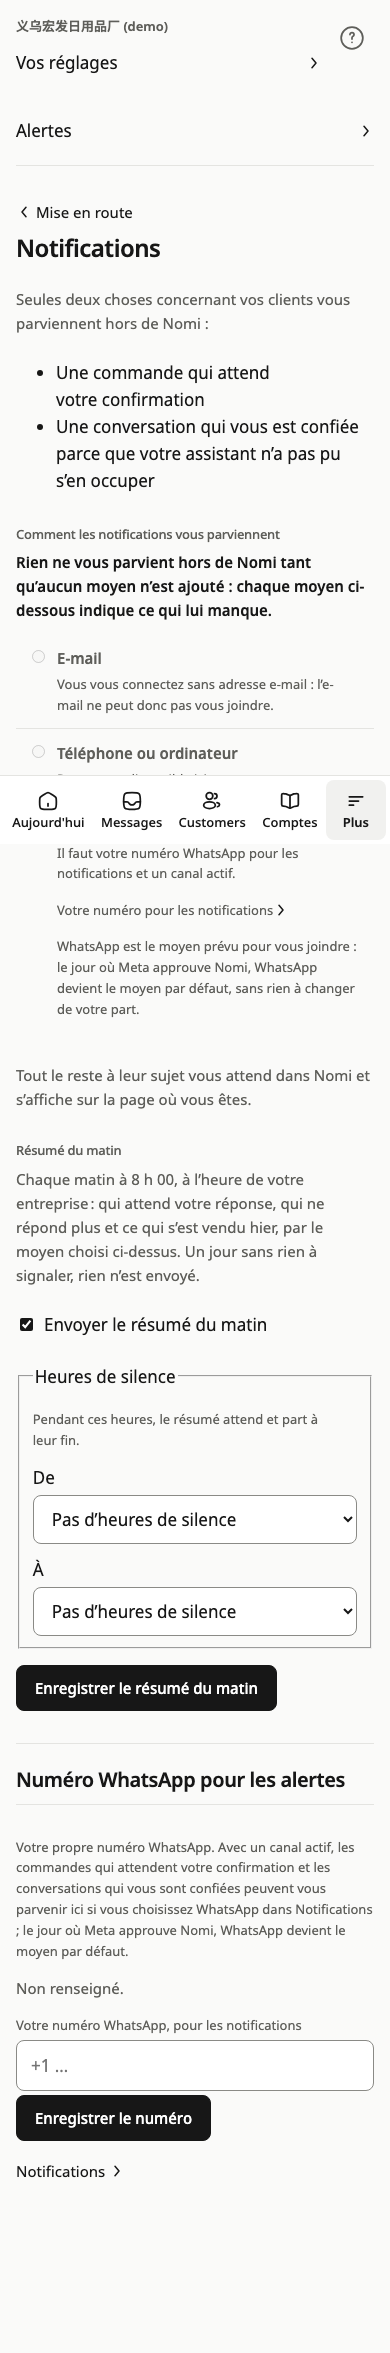 义乌宏发日用品厂 (demo)
Vos réglages
Alertes
Mise en route
Notifications
Seules deux choses concernant vos clients vous
parviennent hors de Nomi :
Une commande qui attend
votre confirmation
Une conversation qui vous est confiée
parce que votre assistant n’a pas pu
s’en occuper
Comment les notifications vous parviennent
Rien ne vous parvient hors de Nomi tant
qu’aucun moyen n’est ajouté : chaque moyen ci-
dessous indique ce qui lui manque.
E-mail
Vous vous connectez sans adresse e-mail : l’e-
mail ne peut donc pas vous joindre.
Téléphone ou ordinateur
Aujourd'hui Messages Customers Comptes Plus
Il faut votre numéro WhatsApp pour les
notifications et un canal actif.
Votre numéro pour les notifications
WhatsApp est le moyen prévu pour vous joindre :
le jour où Meta approuve Nomi, WhatsApp
devient le moyen par défaut, sans rien à changer
de votre part.
Tout le reste à leur sujet vous attend dans Nomi et
s’affiche sur la page où vous êtes.
Résumé du matin
Chaque matin à 8 h 00, à l’heure de votre
entreprise : qui attend votre réponse, qui ne
répond plus et ce qui s’est vendu hier, par le
moyen choisi ci-dessus. Un jour sans rien à
signaler, rien n’est envoyé.
Envoyer le résumé du matin
Heures de silence
Pendant ces heures, le résumé attend et part à
leur fin.
De
Pas d’heures de silence
À
Pas d’heures de silence
Enregistrer le résumé du matin
Numéro WhatsApp pour les alertes
Votre propre numéro WhatsApp. Avec un canal actif, les
commandes qui attendent votre confirmation et les
conversations qui vous sont confiées peuvent vous
parvenir ici si vous choisissez WhatsApp dans Notifications
; le jour où Meta approuve Nomi, WhatsApp devient le
moyen par défaut.
Non renseigné.
Votre numéro WhatsApp, pour les notifications
+1 ...
Enregistrer le numéro
Notifications